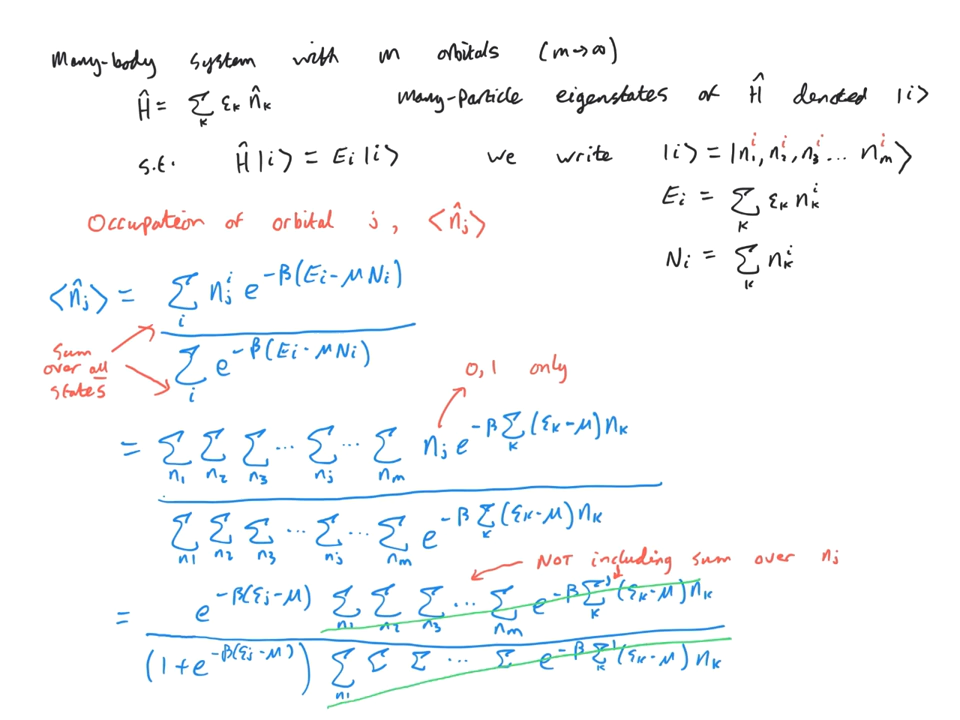 Many-body system with m orbitals (m→∞)
Ĥ = Σ_k ε_k n̂_k    Many-particle eigenstates of Ĥ denoted |i>
s.t. Ĥ|i> = E_i|i>    we write |i> = |n_1^i, n_2^i, n_3^i ... n_m^i>
E_i = Σ_k ε_k n_k^i
Occupation of orbital j, <n̂_j>
N_i = Σ_k n_k^i
<n̂_j> = Σ_i n_j^i e^{-β(E_i-μN_i)}
Σ_i e^{-β(E_i-μN_i)}
Sum
over all
states
0,1 only
= Σ_{n_1} Σ_{n_2} Σ_{n_3} ... Σ_{n_j} ... Σ_{n_m} n_j e^{-βΣ_k(ε_k-μ)n_k}
Σ_{n_1} Σ_{n_2} Σ_{n_3} ... Σ_{n_j} ... Σ_{n_m} e^{-βΣ_k(ε_k-μ)n_k}
NOT including sum over n_j
= e^{-β(ε_j-μ)} Σ_{n_1} Σ_{n_2} Σ_{n_3} ... Σ_{n_m} e^{-βΣ_k'(ε_k-μ)n_k}
(1+e^{-β(ε_j-μ)}) Σ_{n_1} Σ Σ ... Σ e^{-βΣ_k'(ε_k-μ)n_k}